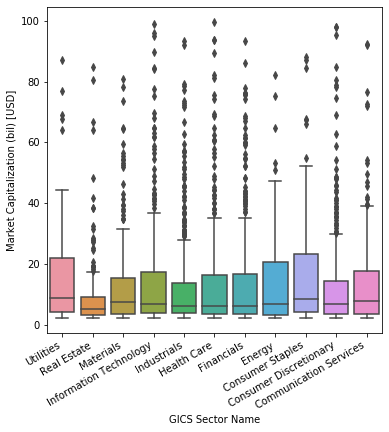 100
80
60
40
20
0
Market Capitalization (bil) [USD]
Utilities
Real Estate
Materials
Information Technology
Industrials
Health Care
Financials
Energy
Consumer Staples
Consumer Discretionary
Communication Services
GICS Sector Name